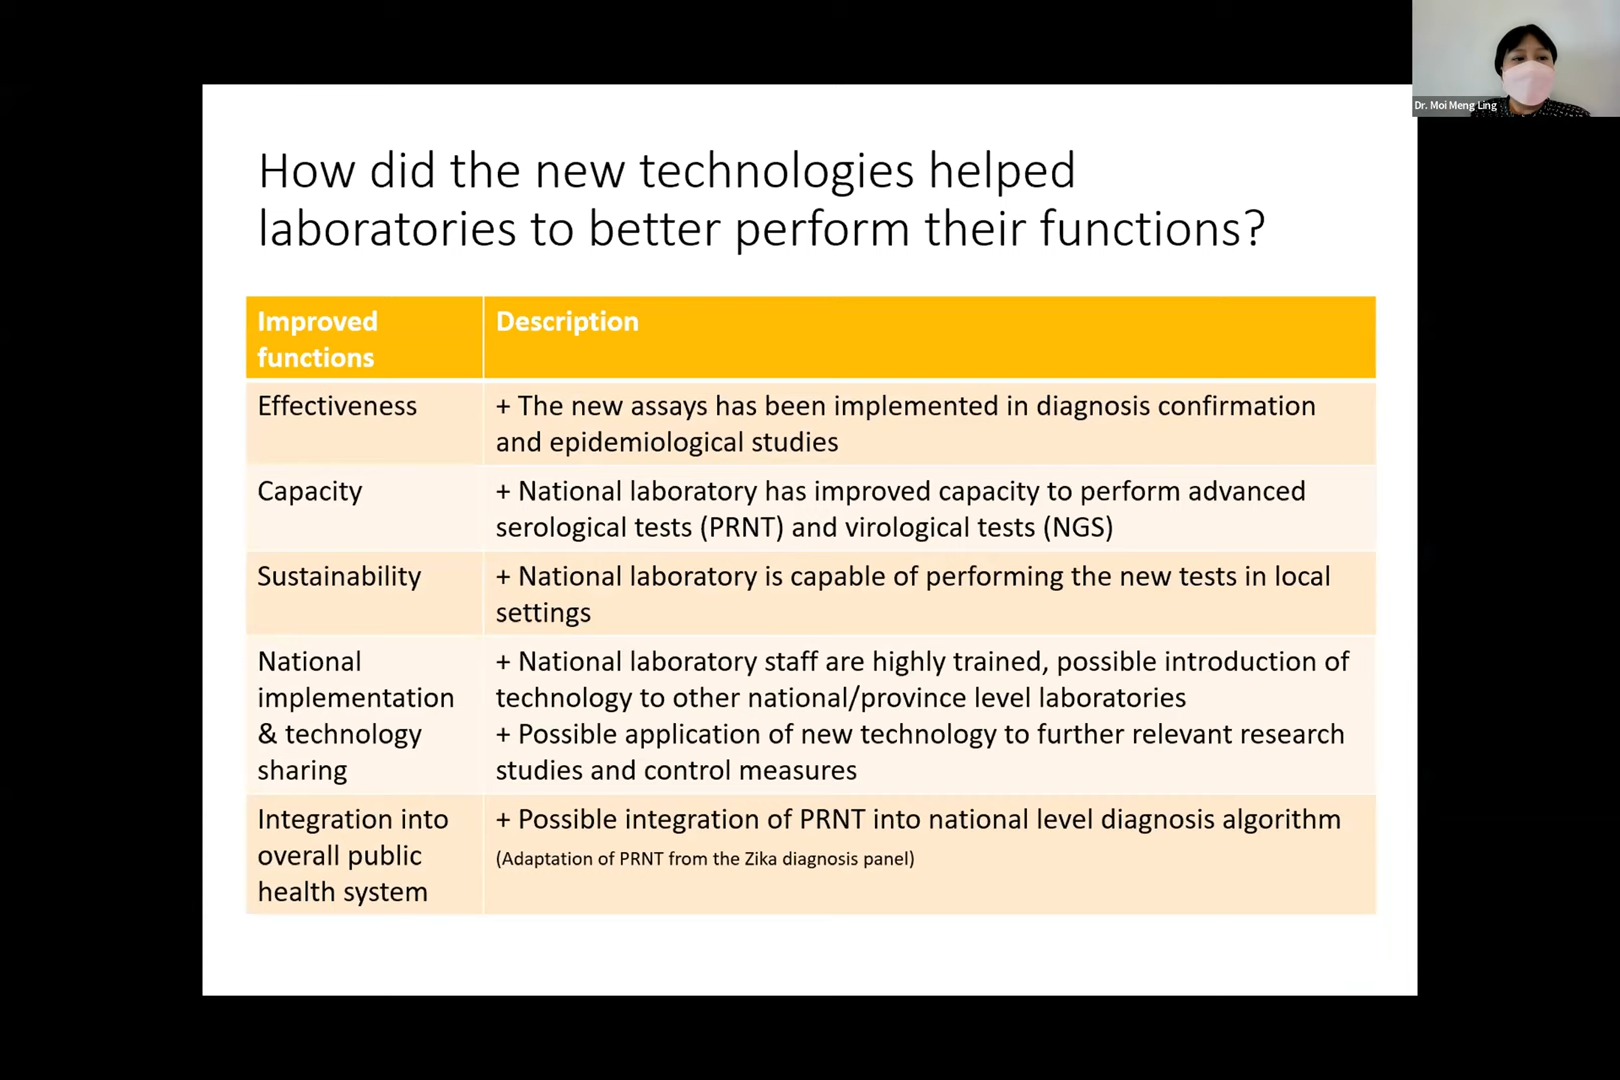 Dr. Moi Meng Ling
How did the new technologies helped
laboratories to better perform their functions?
Improved
functions
Description
Effectiveness
+ The new assays has been implemented in diagnosis confirmation
and epidemiological studies
Capacity
+ National laboratory has improved capacity to perform advanced
serological tests (PRNT) and virological tests (NGS)
Sustainability
+ National laboratory is capable of performing the new tests in local
settings
National
implementation
& technology
sharing
+ National laboratory staff are highly trained, possible introduction of
technology to other national/province level laboratories
+ Possible application of new technology to further relevant research
studies and control measures
Integration into
overall public
health system
+ Possible integration of PRNT into national level diagnosis algorithm
(Adaptation of PRNT from the Zika diagnosis panel)